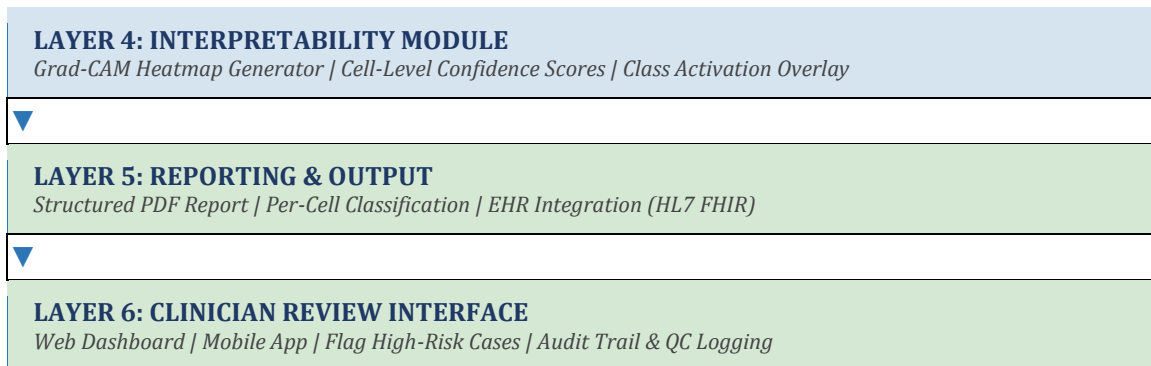 LAYER 4: INTERPRETABILITY MODULE
Grad-CAM Heatmap Generator | Cell-Level Confidence Scores | Class Activation Overlay
▼
LAYER 5: REPORTING & OUTPUT
Structured PDF Report | Per-Cell Classification | EHR Integration (HL7 FHIR)
▼
LAYER 6: CLINICIAN REVIEW INTERFACE
Web Dashboard | Mobile App | Flag High-Risk Cases | Audit Trail & QC Logging